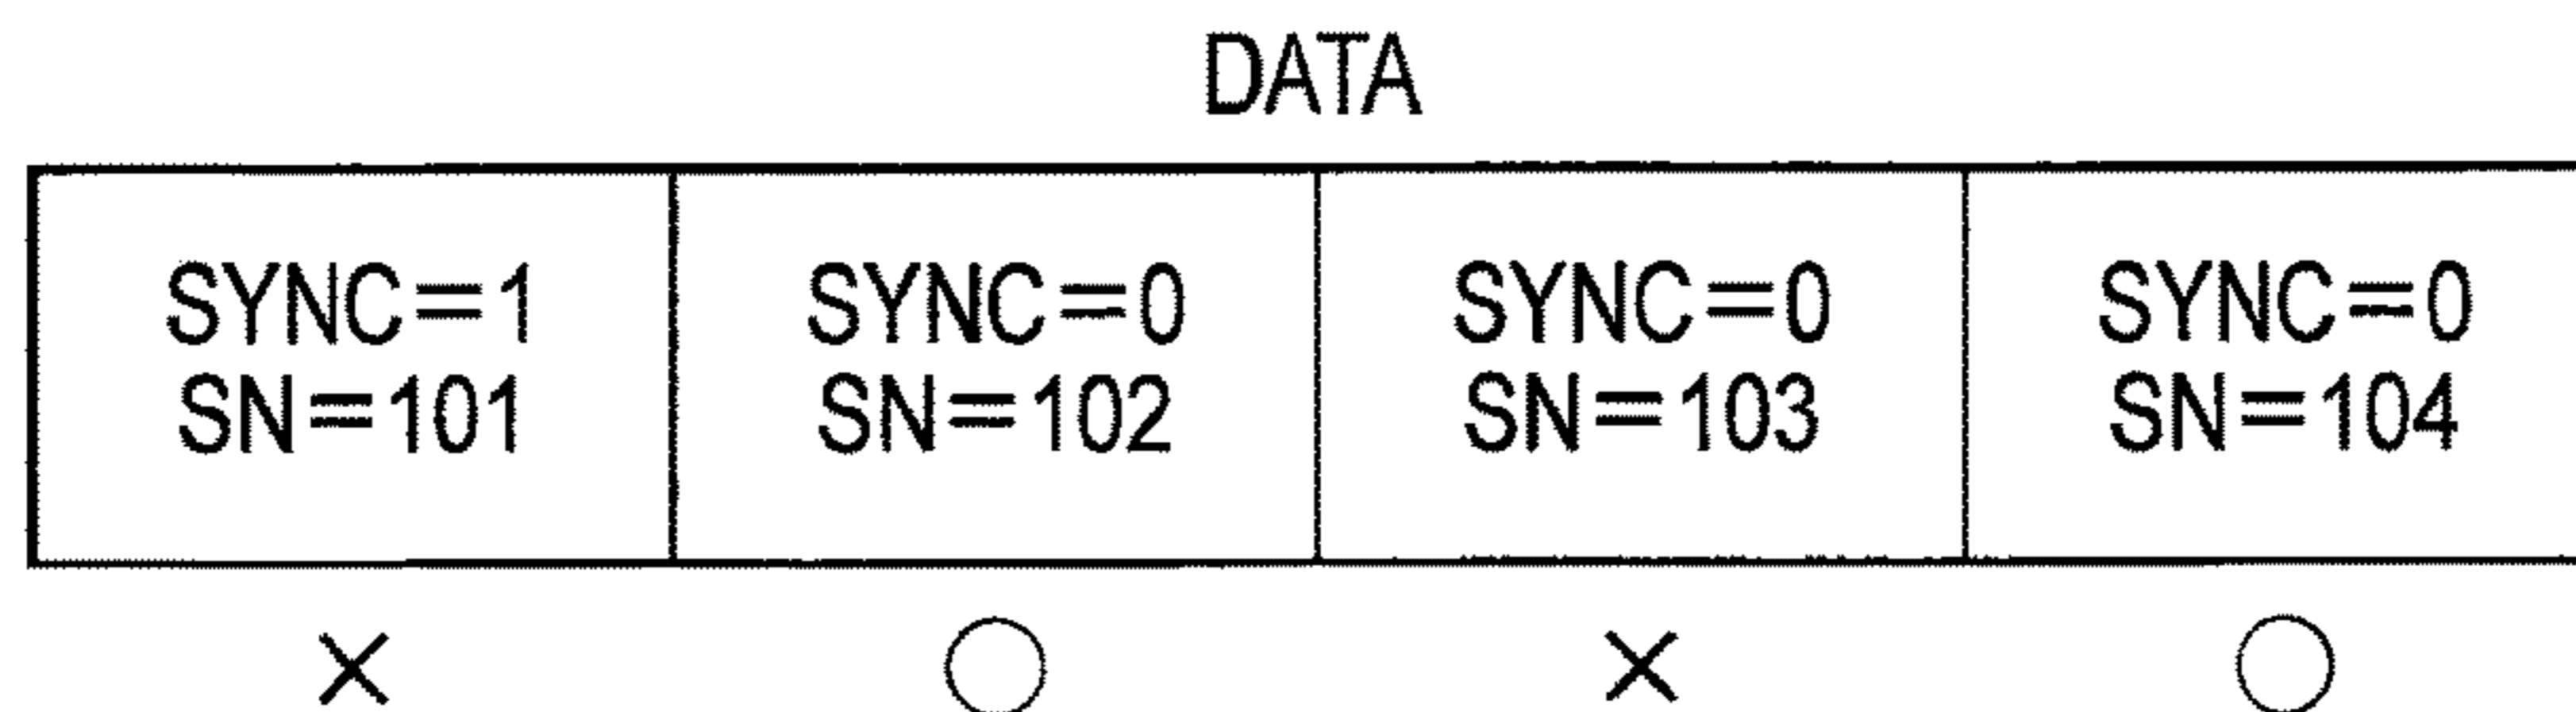 DATA
SYNC=1
SN=101
SYNC=0
SN=102
SYNC=0
SN=103
SYNC=0
SN=104
× ○ × ○